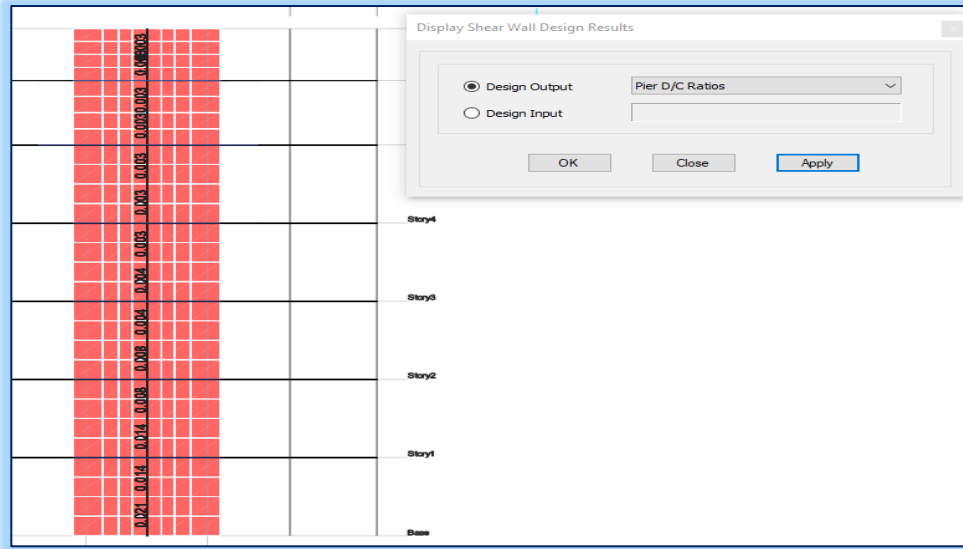 Display Shear Wall Design Results
Design Output
Pier D/C Ratios
Design Input
OK
Close
Apply
0.003
0.003
0.003
0.003
0.003
Story4
0.003
0.004
Story3
0.004
0.008
Story2
0.008
0.014
Story1
0.014
0.021
Base